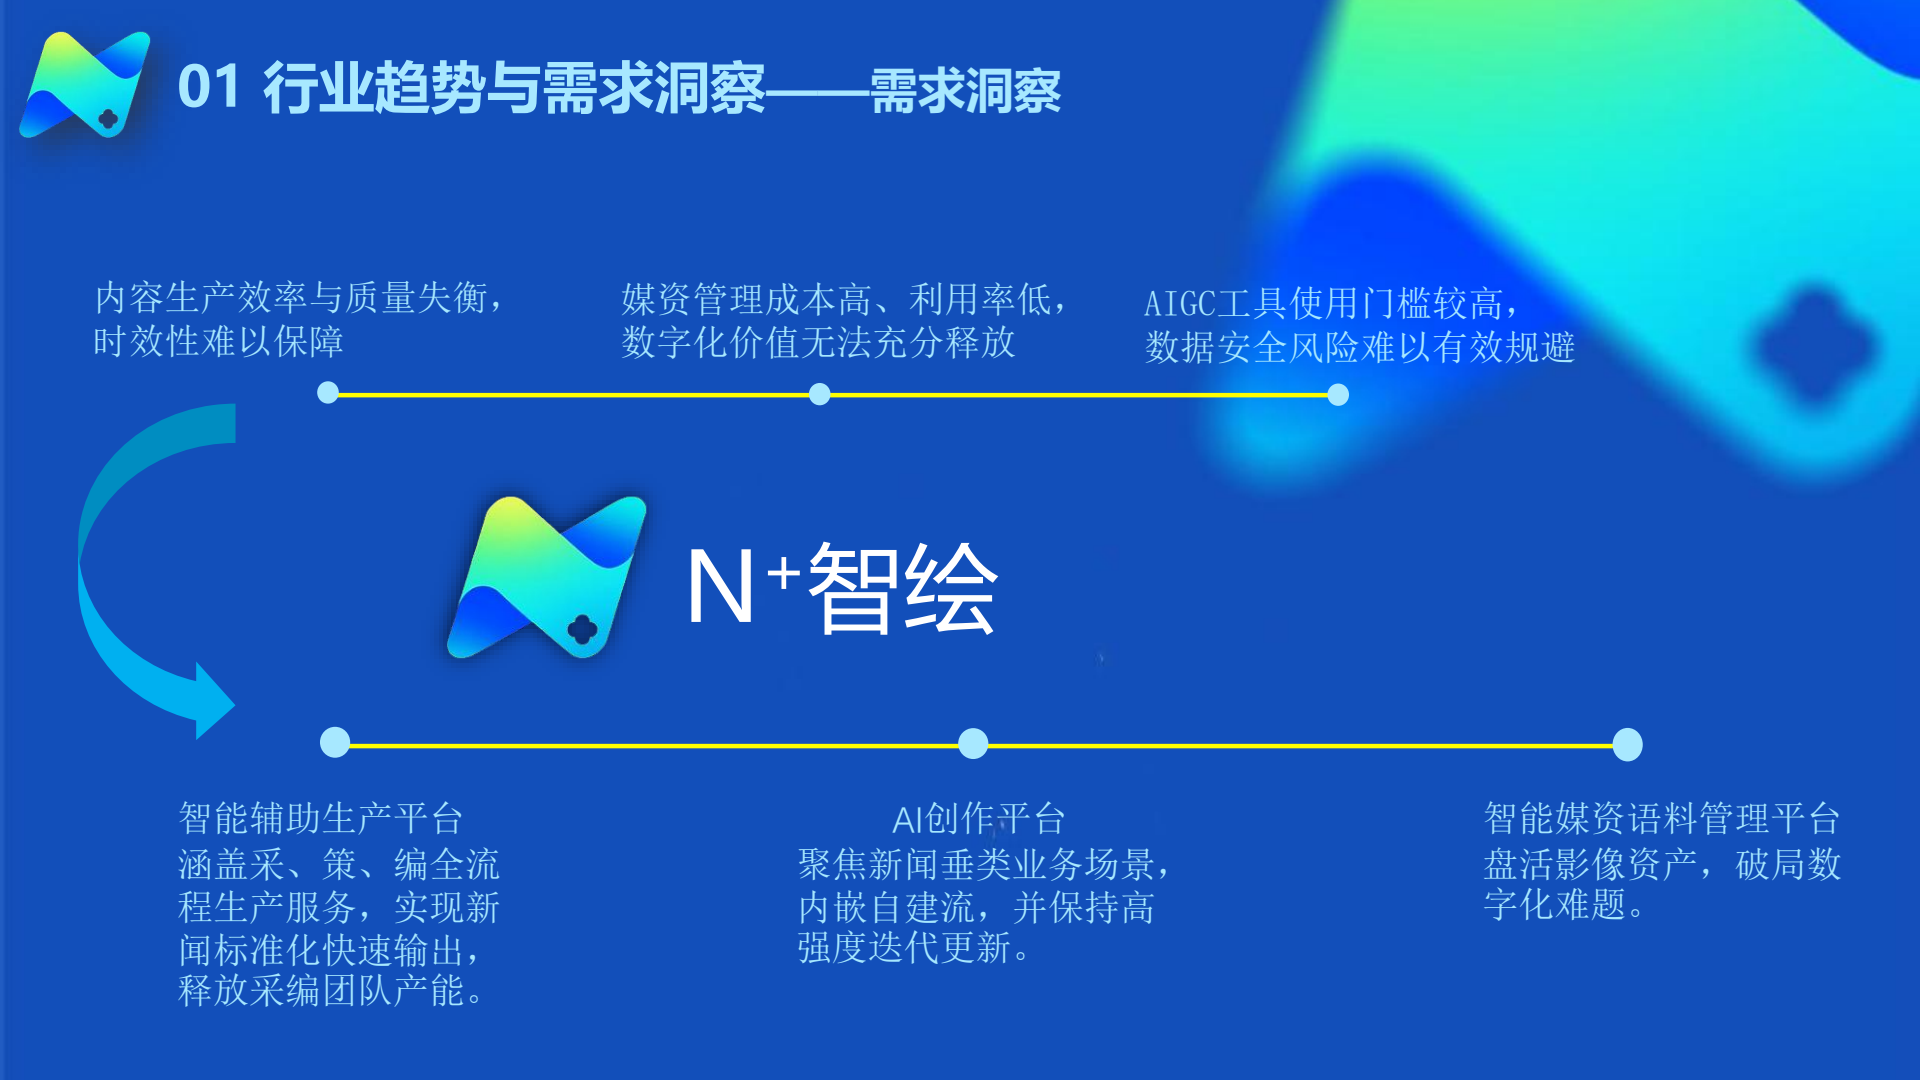 01 行业趋势与需求洞察——需求洞察
内容生产效率与质量失衡，
时效性难以保障
媒资管理成本高、利用率低，
数字化价值无法充分释放
AIGC工具使用门槛较高，
数据安全风险难以有效规避
N⁺智绘
智能辅助生产平台
涵盖采、策、编全流
程生产服务，实现新
闻标准化快速输出，
释放采编团队产能。
AI创作平台
聚焦新闻垂类业务场景，
内嵌自建流，并保持高
强度迭代更新。
智能媒资语料管理平台
盘活影像资产，破局数
字化难题。